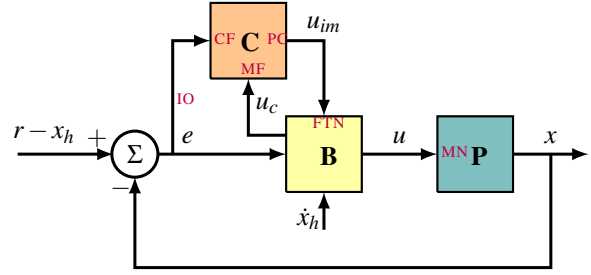 CF C PC u_im
MF
IO u_c
FTN
r − x_h + Σ e B u MN P x
−
ẋ_h